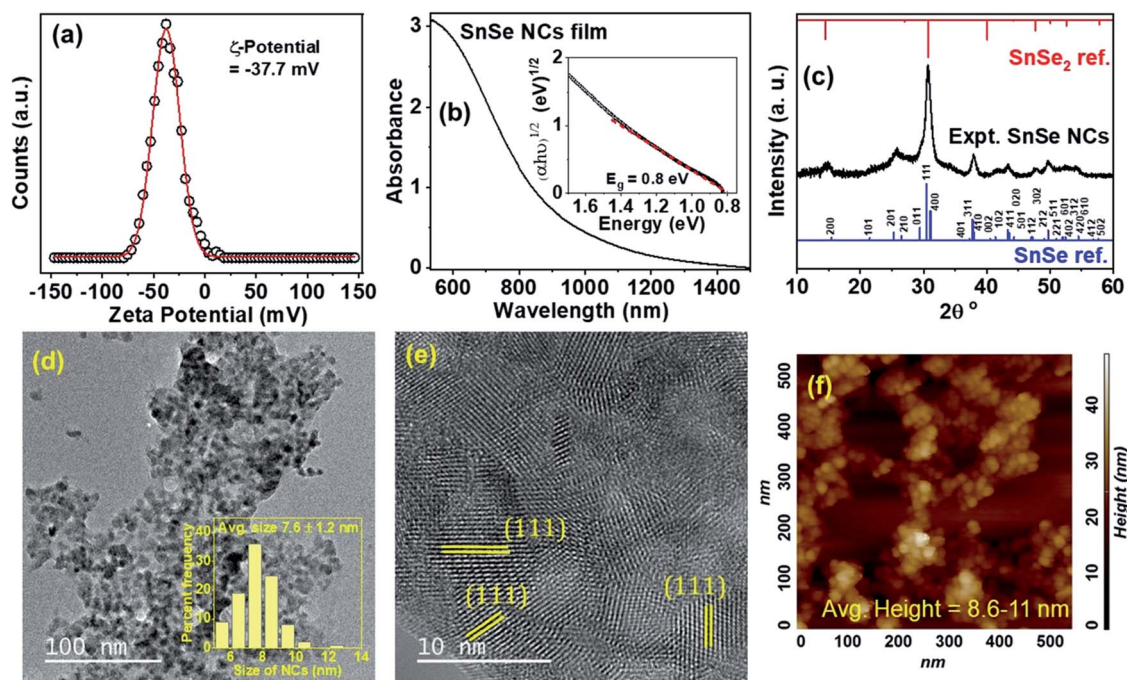 (a)
ζ-Potential
= -37.7 mV
Counts (a.u.)
-150 -100 -50 0 50 100 150
Zeta Potential (mV)
SnSe NCs film
(b)
3
2
1
0
Absorbance
600 800 1000 1200 1400
Wavelength (nm)
2
1
0
(αhυ)1/2 (eV)1/2
Eg = 0.8 eV
1.6 1.4 1.2 1.0 0.8
Energy (eV)
(c)
SnSe2 ref.
Expt. SnSe NCs
Intensity (a. u.)
200
101
201
210
011
111
400
401
311
410
002
102
411
020
501
112
302
212
511
221
601
402
312
420
610
412
502
SnSe ref.
10 20 30 40 50 60
2θ °
(d)
Avg. size 7.6 ± 1.2 nm
40
30
20
10
0
Percent frequency
6 8 10 12 14
Size of NCs (nm)
100 nm
(e)
(111)
(111)
(111)
10 nm
(f)
500
400
300
200
100
0
nm
Avg. Height = 8.6-11 nm
0 100 200 300 400 500
nm
40
30
20
10
0
Height (nm)